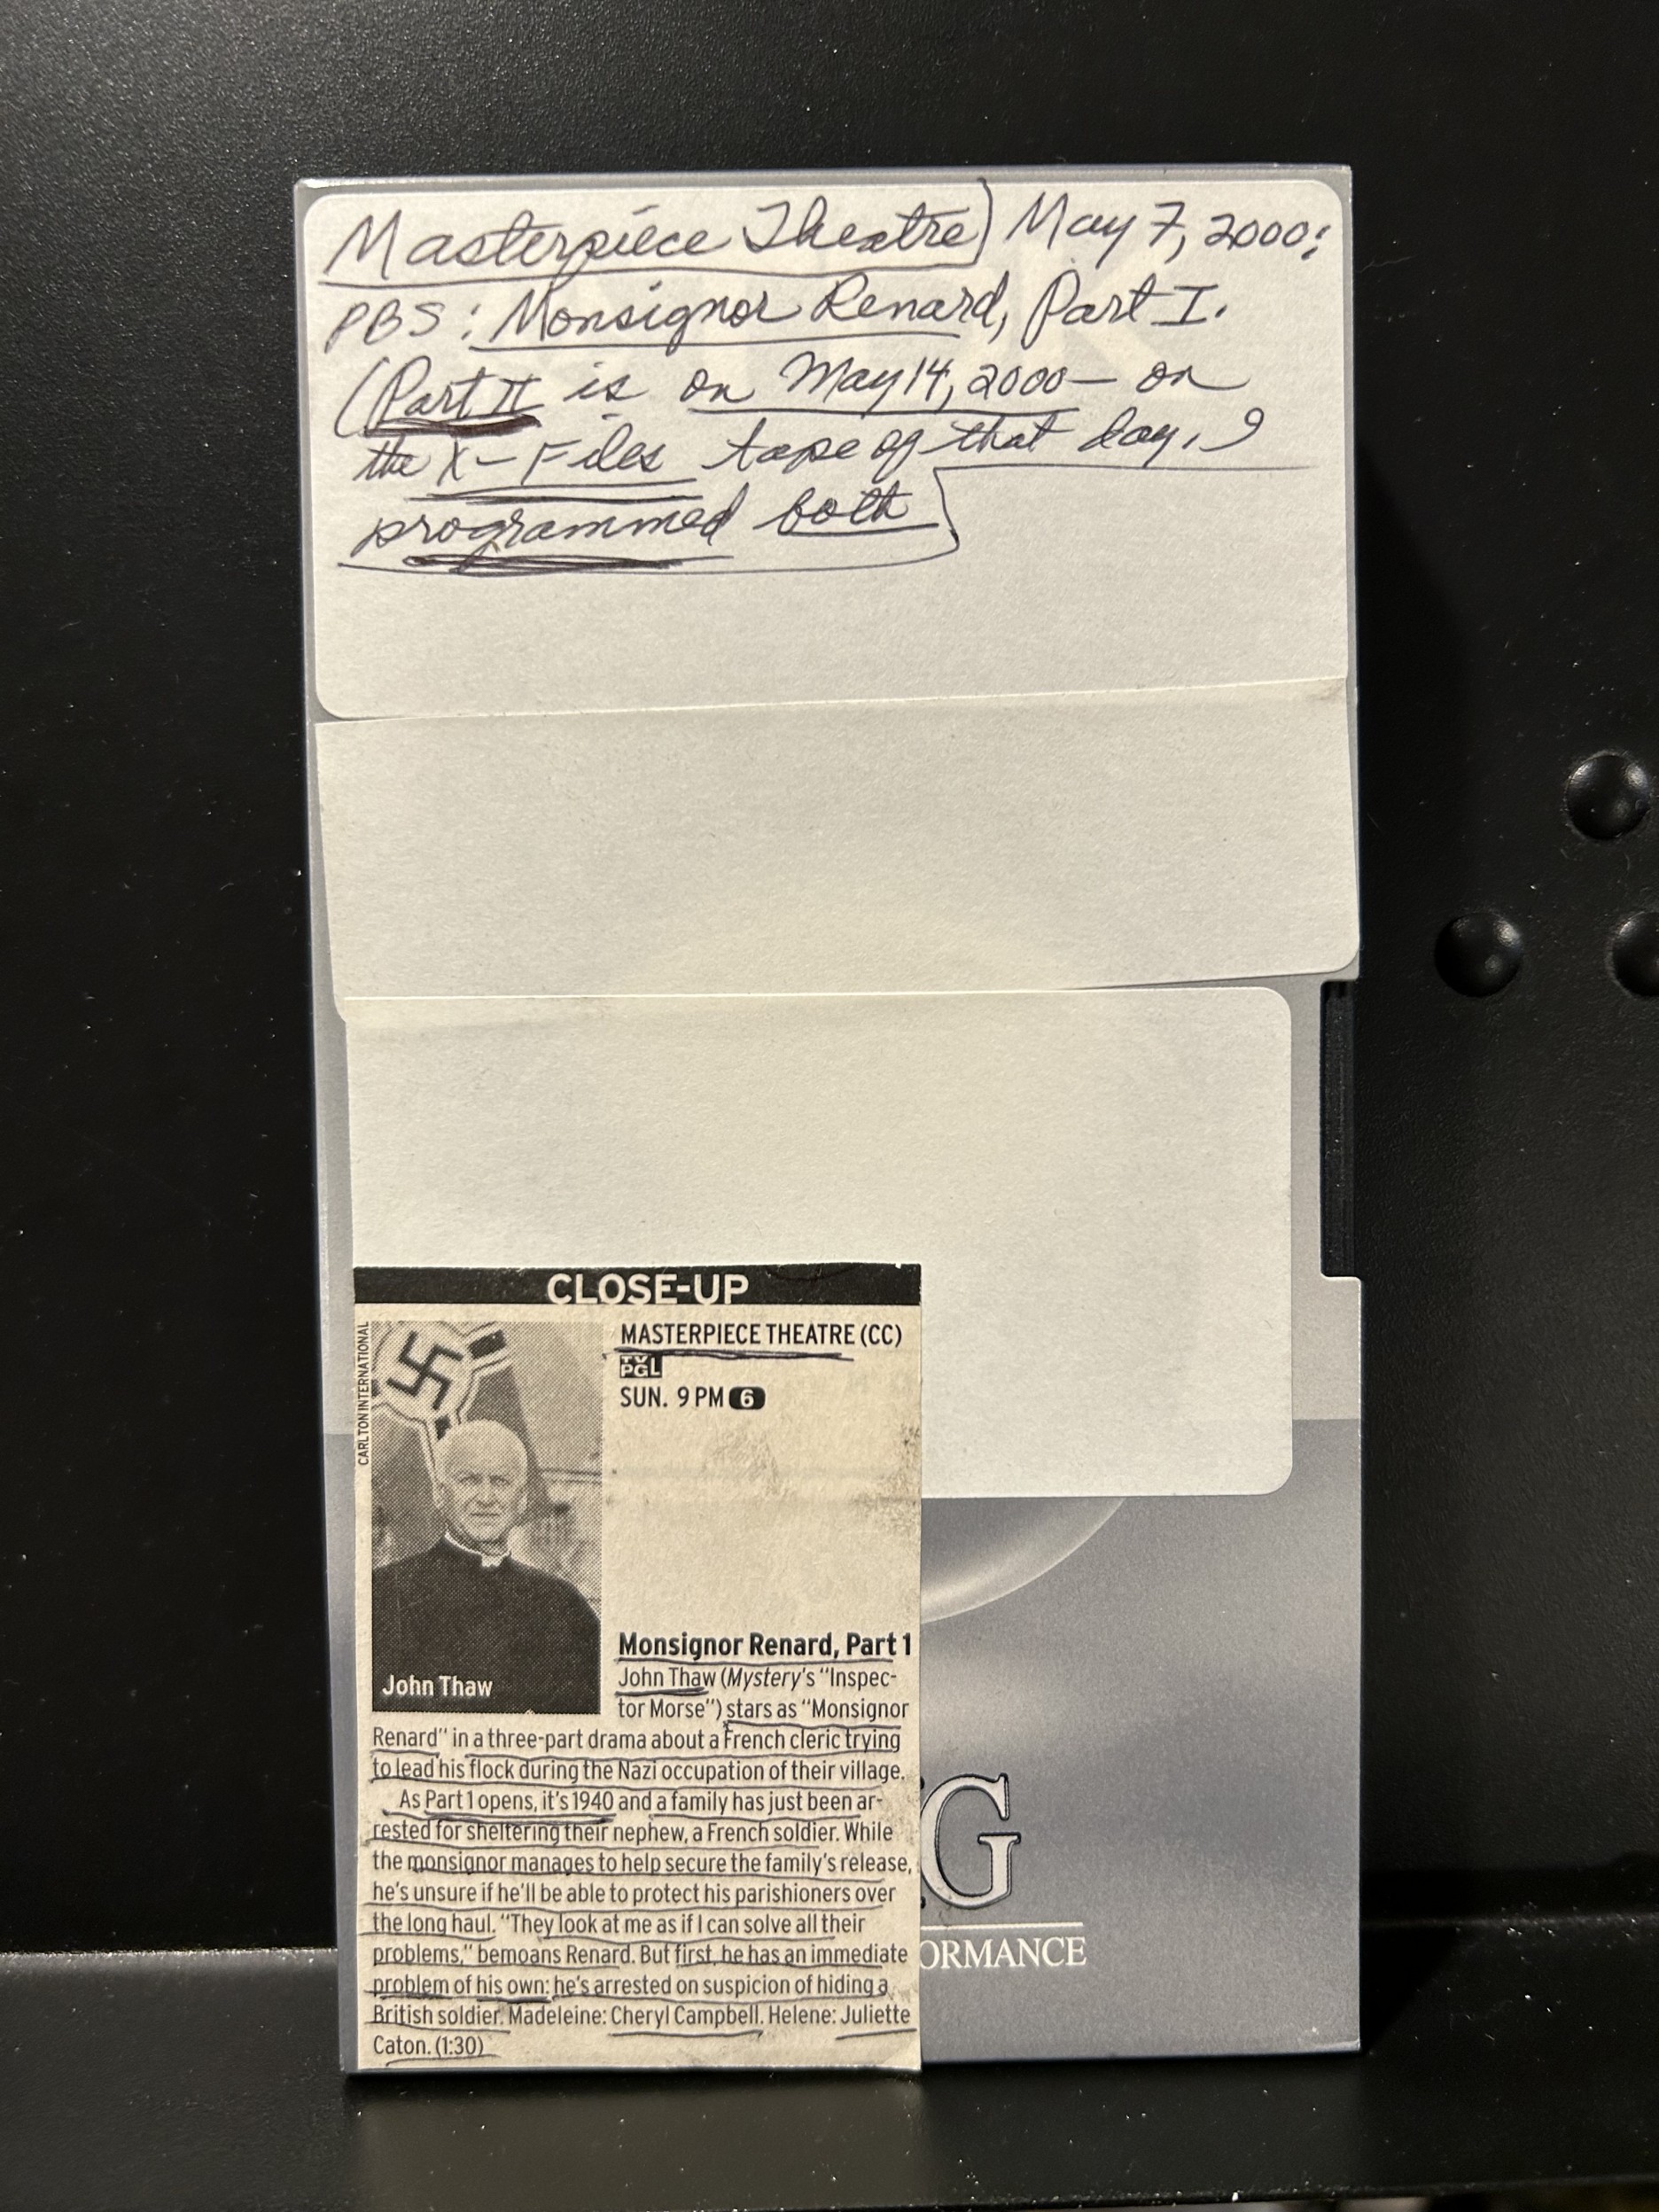 Masterpiece Theatre) May 7, 2000:
PBS: Monsignor Renard, Part I.
(Part II is on May 14, 2000 — on
the X-Files tape of that day, I
programmed both
CLOSE-UP
CARLTON INTERNATIONAL
MASTERPIECE THEATRE (CC)
TV PGL
SUN. 9 PM 6
John Thaw
Monsignor Renard, Part 1
John Thaw (Mystery's "Inspec-
tor Morse") stars as "Monsignor
Renard" in a three-part drama about a French cleric trying
to lead his flock during the Nazi occupation of their village.
As Part 1 opens, it's 1940 and a family has just been ar-
rested for sheltering their nephew, a French soldier. While
the monsignor manages to help secure the family's release,
he's unsure if he'll be able to protect his parishioners over
the long haul. "They look at me as if I can solve all their
problems," bemoans Renard. But first, he has an immediate
problem of his own: he's arrested on suspicion of hiding a
British soldier. Madeleine: Cheryl Campbell. Helene: Juliette
Caton. (1:30)
G
ORMANCE